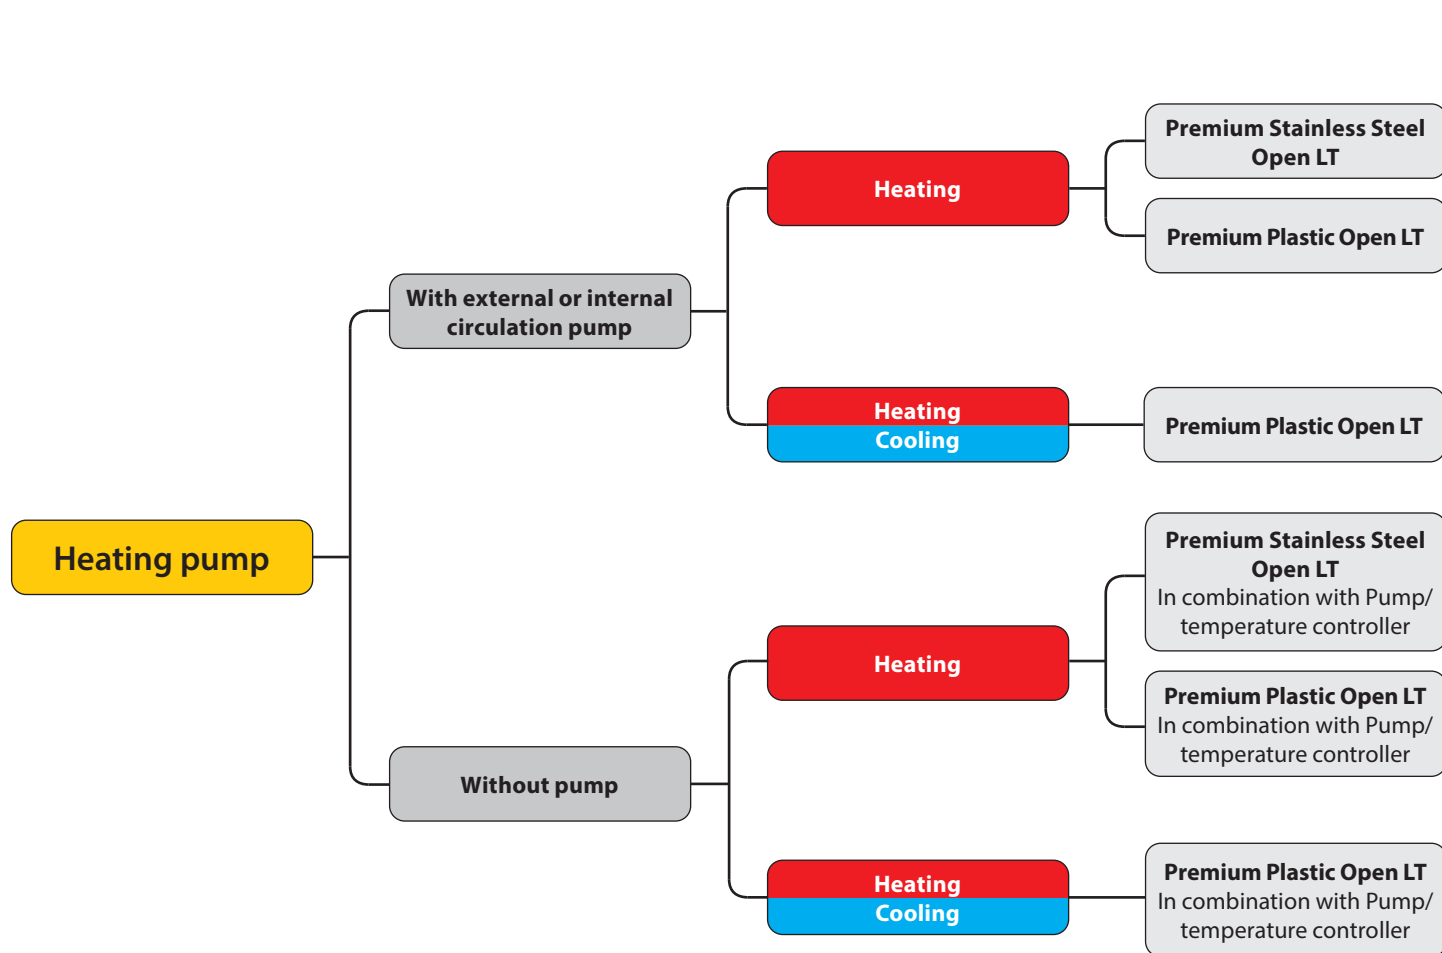 Heating pump
With external or internal
circulation pump
Heating
Premium Stainless Steel
Open LT
Premium Plastic Open LT
Heating
Cooling
Premium Plastic Open LT
Without pump
Heating
Premium Stainless Steel
Open LT
In combination with Pump/
temperature controller
Premium Plastic Open LT
In combination with Pump/
temperature controller
Heating
Cooling
Premium Plastic Open LT
In combination with Pump/
temperature controller